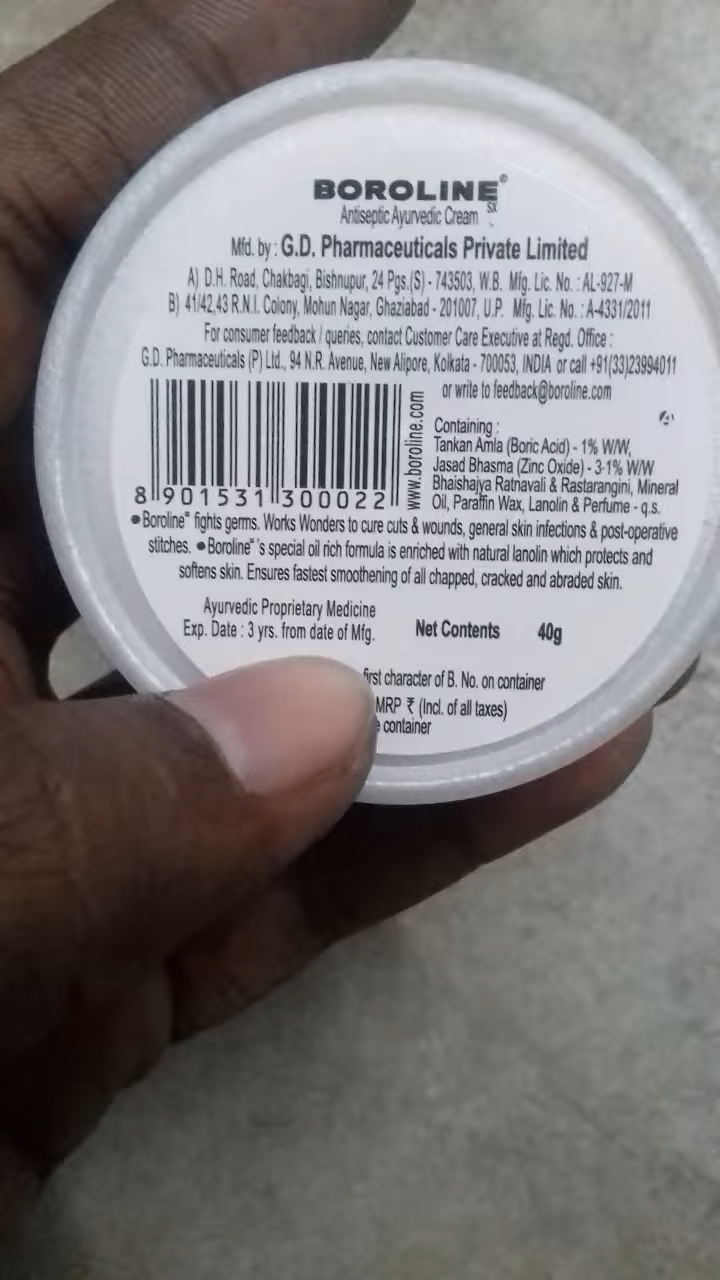 BOROLINE®
SX
Antiseptic Ayurvedic Cream
Mfd. by : G.D. Pharmaceuticals Private Limited
A) D.H. Road, Chakbagi, Bishnupur, 24 Pgs.(S) - 743503, W.B. Mfg. Lic. No. : AL-927-M
B) 41/42,43 R.N.I. Colony, Mohun Nagar, Ghaziabad - 201007, U.P. Mfg. Lic. No. : A-4331/2011
For consumer feedback / queries, contact Customer Care Executive at Regd. Office :
G.D. Pharmaceuticals (P) Ltd., 94 N.R. Avenue, New Alipore, Kolkata - 700053, INDIA or call +91(33)23994011
or write to feedback@boroline.com
www.boroline.com
Containing :
Tankan Amla (Boric Acid) - 1% W/W,
Jasad Bhasma (Zinc Oxide) - 3·1% W/W
Bhaishajya Ratnavali & Rastarangini, Mineral
Oil, Paraffin Wax, Lanolin & Perfume - q.s.
8 901531 300022
●Boroline® fights germs. Works Wonders to cure cuts & wounds, general skin infections & post-operative
stitches. ●Boroline®'s special oil rich formula is enriched with natural lanolin which protects and
softens skin. Ensures fastest smoothening of all chapped, cracked and abraded skin.
Ayurvedic Proprietary Medicine
Exp. Date : 3 yrs. from date of Mfg.
Net Contents 40g
first character of B. No. on container
MRP ₹ (Incl. of all taxes)
container